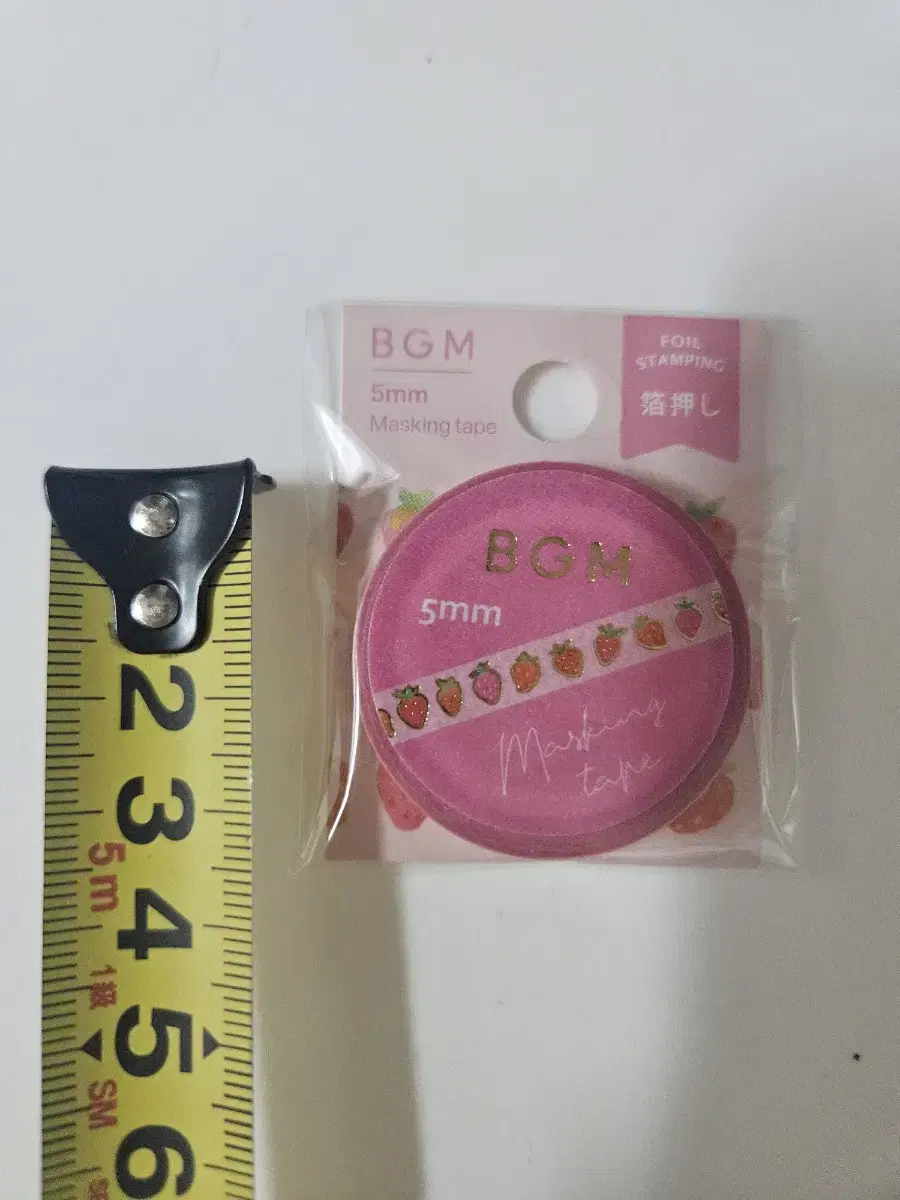 BGM
5mm
Masking tape
FOIL
STAMPING
箔押し
BGM
5mm
Masking
tape
2
3
4
5
6
5m
1級
SM